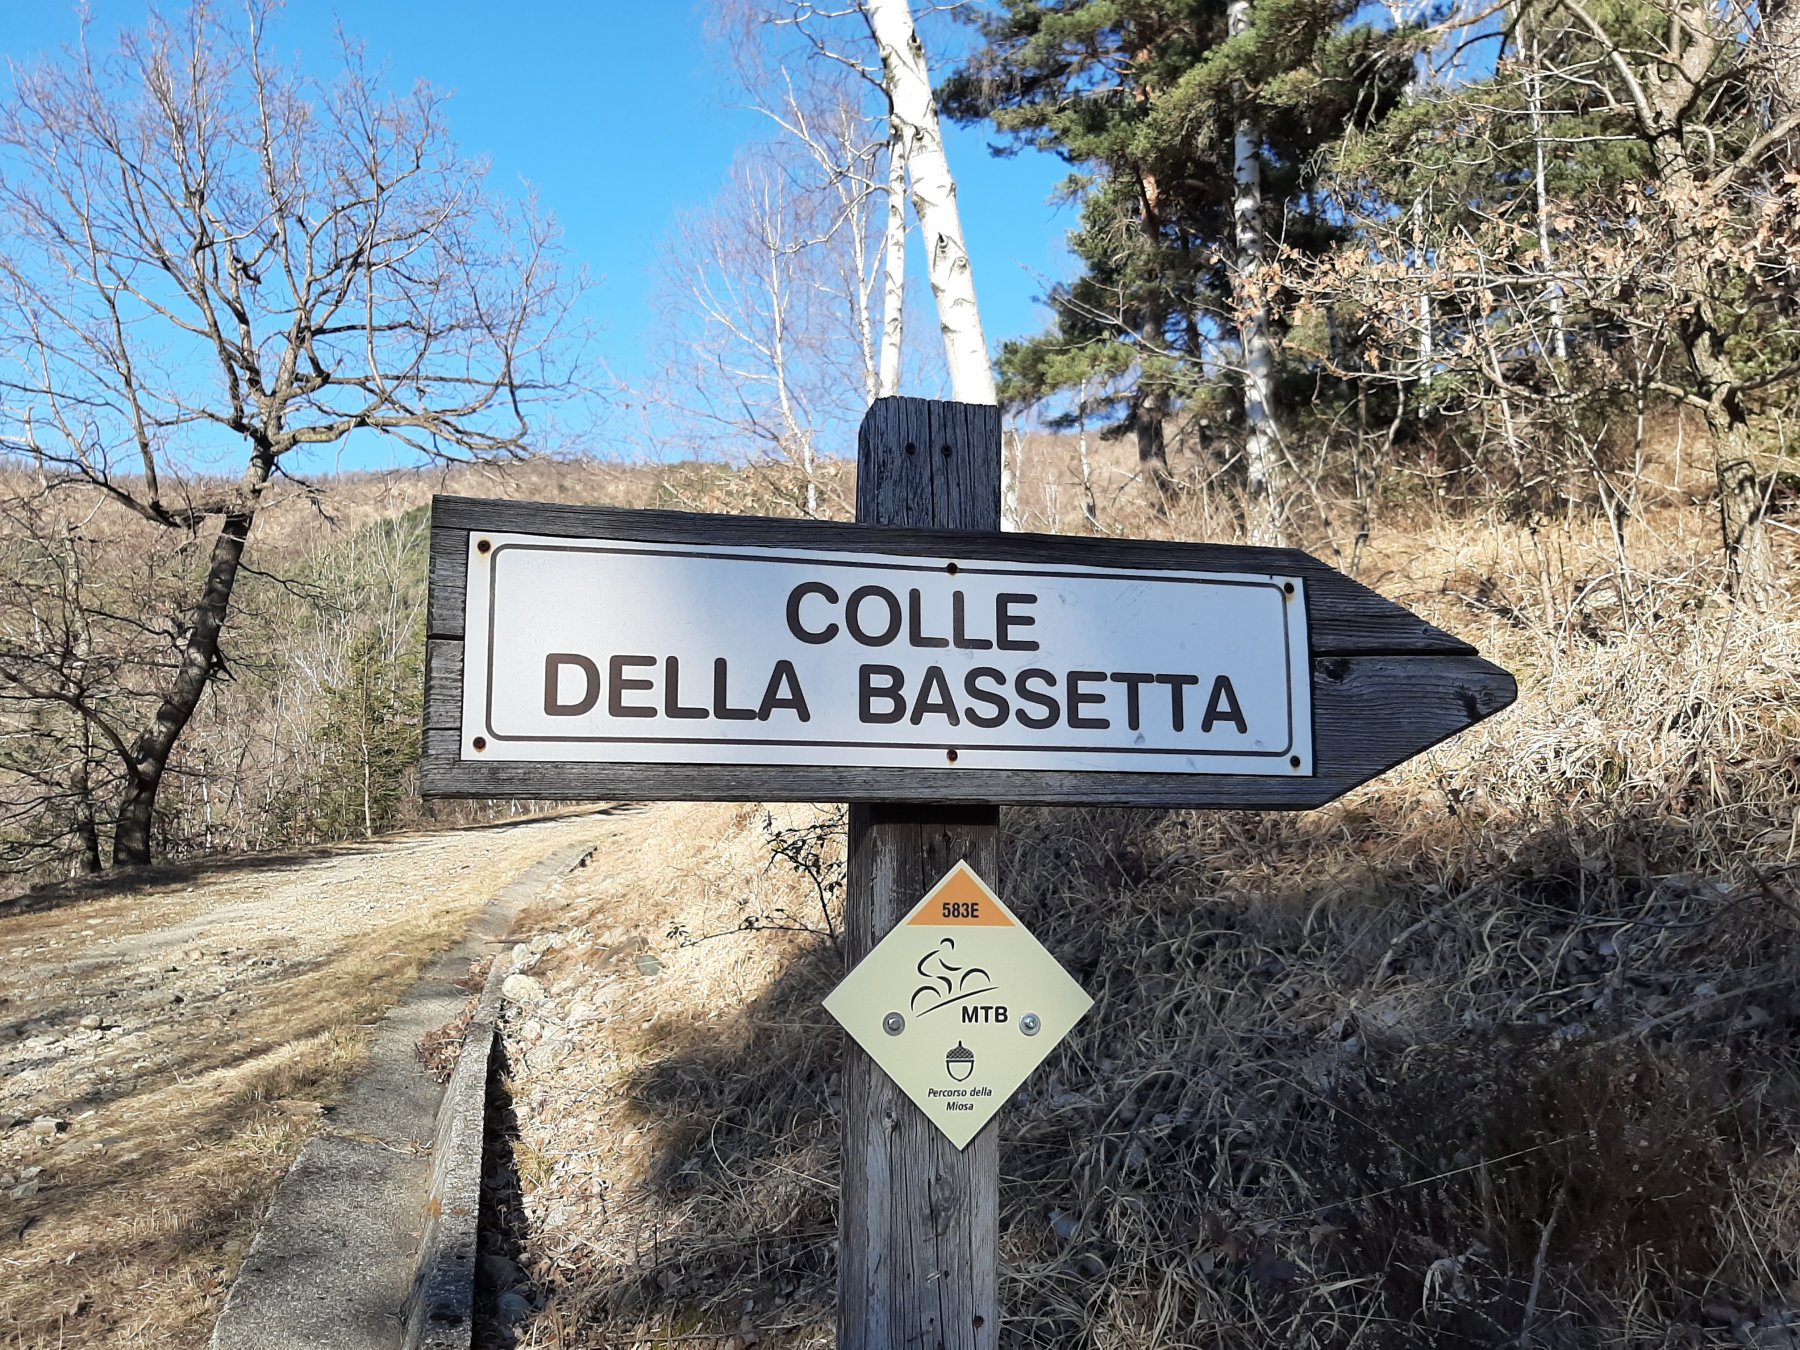 COLLE
DELLA BASSETTA
583E
MTB
Percorso della
Miosa